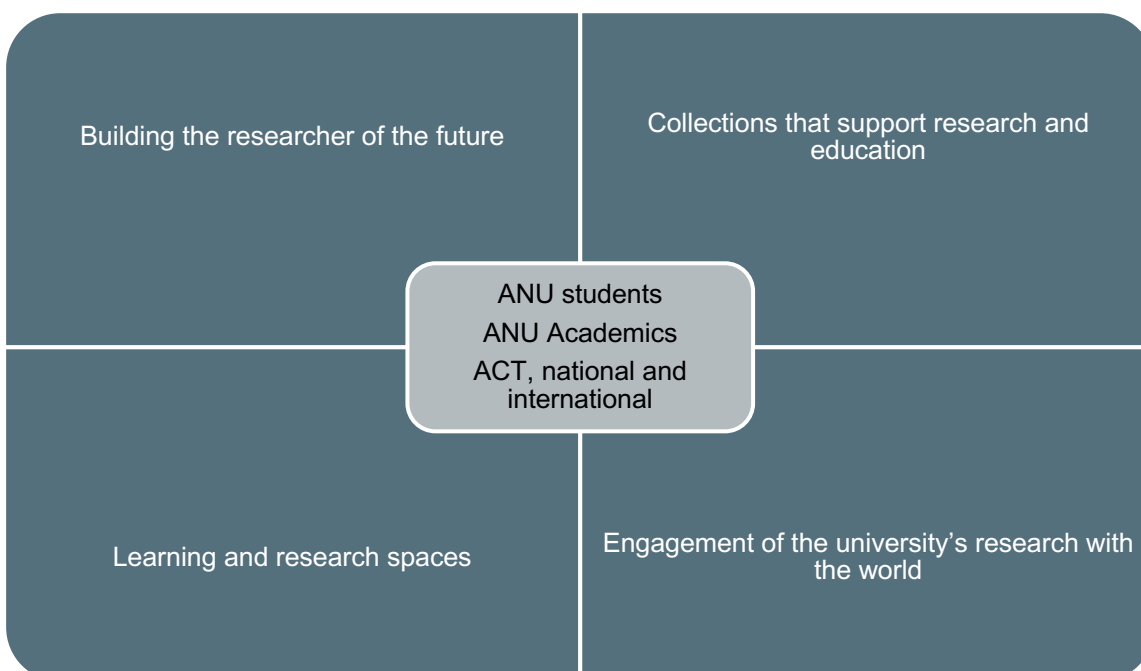 Building the researcher of the future
Collections that support research and
education
ANU students
ANU Academics
ACT, national and
international
Learning and research spaces
Engagement of the university’s research with
the world